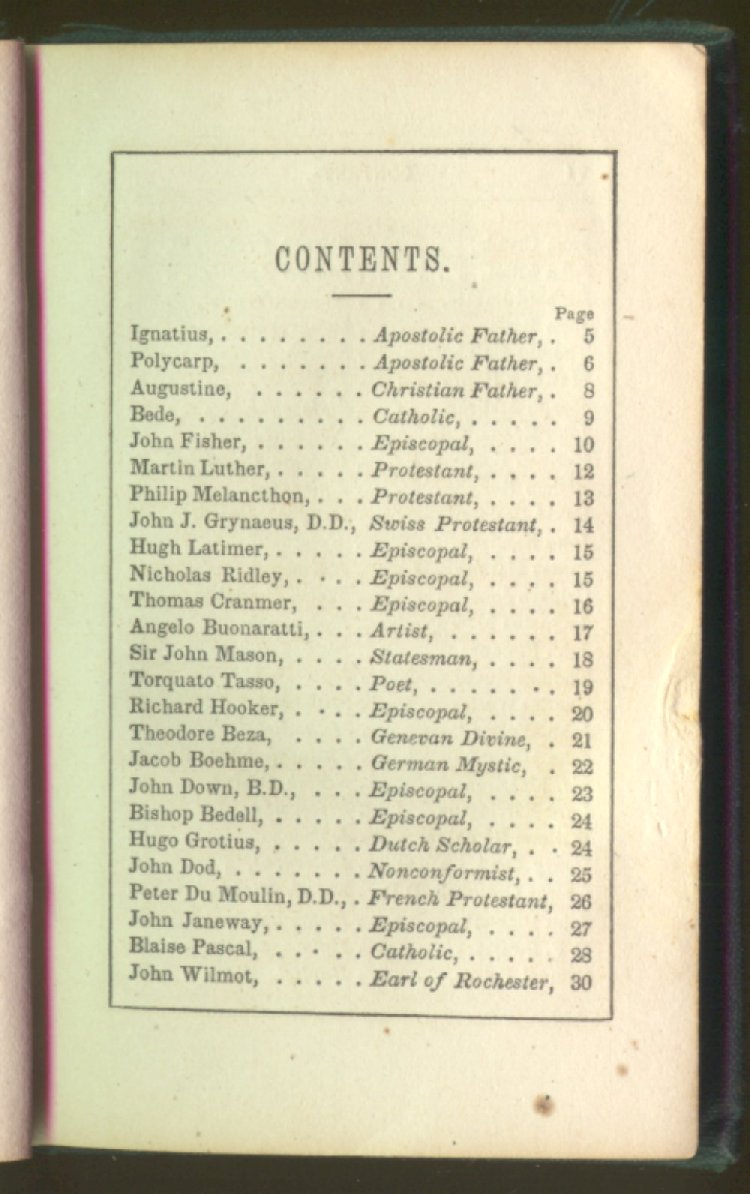 CONTENTS.
Page
Ignatius, . . . . . . . . Apostolic Father, . 5
Polycarp, . . . . . . . Apostolic Father, . 6
Augustine, . . . . . . Christian Father, . 8
Bede, . . . . . . . . . Catholic, . . . . . 9
John Fisher, . . . . . . Episcopal, . . . . 10
Martin Luther, . . . . . Protestant, . . . . 12
Philip Melancthon, . . . Protestant, . . . . 13
John J. Grynaeus, D.D., Swiss Protestant, . 14
Hugh Latimer, . . . . . Episcopal, . . . . 15
Nicholas Ridley, . . . . Episcopal, . . . . 15
Thomas Cranmer, . . . Episcopal, . . . . 16
Angelo Buonaratti, . . . Artist, . . . . . . 17
Sir John Mason, . . . . Statesman, . . . . 18
Torquato Tasso, . . . . Poet, . . . . . . . 19
Richard Hooker, . . . . Episcopal, . . . . 20
Theodore Beza, . . . . Genevan Divine, . 21
Jacob Boehme, . . . . . German Mystic, . 22
John Down, B.D., . . . Episcopal, . . . . 23
Bishop Bedell, . . . . . Episcopal, . . . . 24
Hugo Grotius, . . . . . Dutch Scholar, . . 24
John Dod, . . . . . . . Nonconformist, . . 25
Peter Du Moulin, D.D., . French Protestant, 26
John Janeway, . . . . . Episcopal, . . . . 27
Blaise Pascal, . . . . . Catholic, . . . . . 28
John Wilmot, . . . . . Earl of Rochester, 30